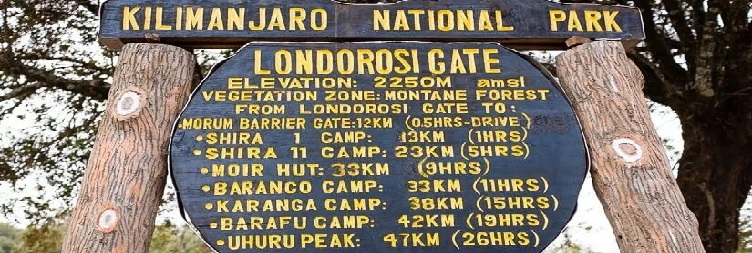 KILIMANJARO NATIONAL PARK
LONDOROSI GATE
ELEVATION: 2250M amsl
VEGETATION ZONE: MONTANE FOREST
FROM LONDOROSI GATE TO:
•MORUM BARRIER GATE: 12KM (0.5HRS-DRIVE)
•SHIRA 1 CAMP: 13KM (1HRS)
•SHIRA 11 CAMP: 23KM (5HRS)
•MOIR HUT: 33KM (9HRS)
•BARANCO CAMP: 33KM (11HRS)
•KARANGA CAMP: 38KM (15HRS)
•BARAFU CAMP: 42KM (19HRS)
•UHURU PEAK: 47KM (26HRS)